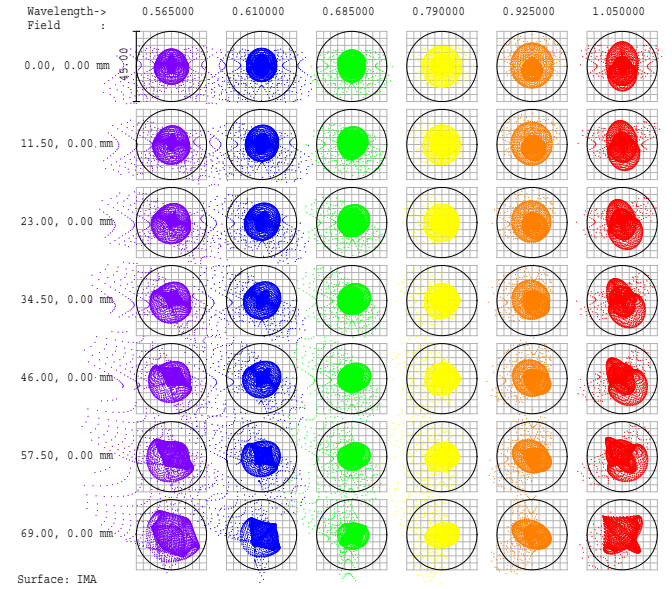 Wavelength-> 0.565000 0.610000 0.685000 0.790000 0.925000 1.050000
Field :
0.00, 0.00 mm
45.00
11.50, 0.00 mm
23.00, 0.00 mm
34.50, 0.00 mm
46.00, 0.00 mm
57.50, 0.00 mm
69.00, 0.00 mm
Surface: IMA